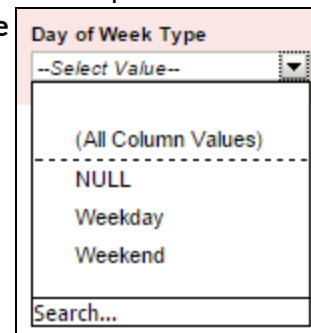 e
Day of Week Type
--Select Value--
(All Column Values)
NULL
Weekday
Weekend
Search...